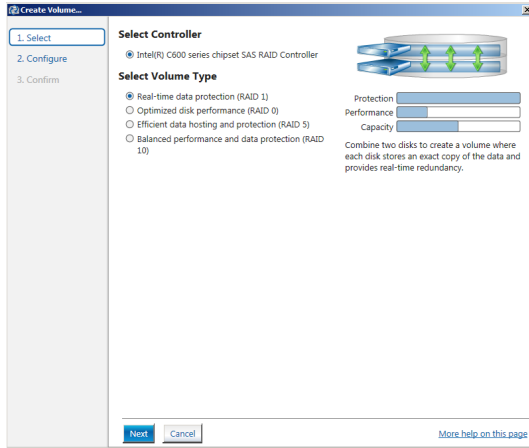 Create Volume...
1. Select
2. Configure
3. Confirm
Select Controller
Intel(R) C600 series chipset SAS RAID Controller
Select Volume Type
Real-time data protection (RAID 1)
Optimized disk performance (RAID 0)
Efficient data hosting and protection (RAID 5)
Balanced performance and data protection (RAID
10)
Protection
Performance
Capacity
Combine two disks to create a volume where
each disk stores an exact copy of the data and
provides real-time redundancy.
Next
Cancel
More help on this page